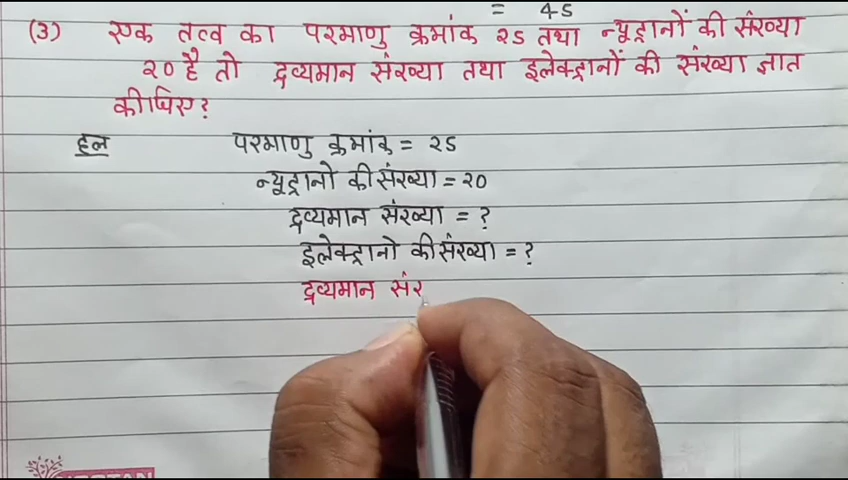 = 45
(3) एक तत्व का परमाणु क्रमांक 25 तथा न्यूट्रानों की संख्या
20 है तो द्रव्यमान संख्या तथा इलेक्ट्रानों की संख्या ज्ञात
कीजिए?
हल परमाणु क्रमांक = 25
न्यूट्रानो की संख्या = 20
द्रव्यमान संख्या = ?
इलेक्ट्रानो की संख्या = ?
द्रव्यमान संर